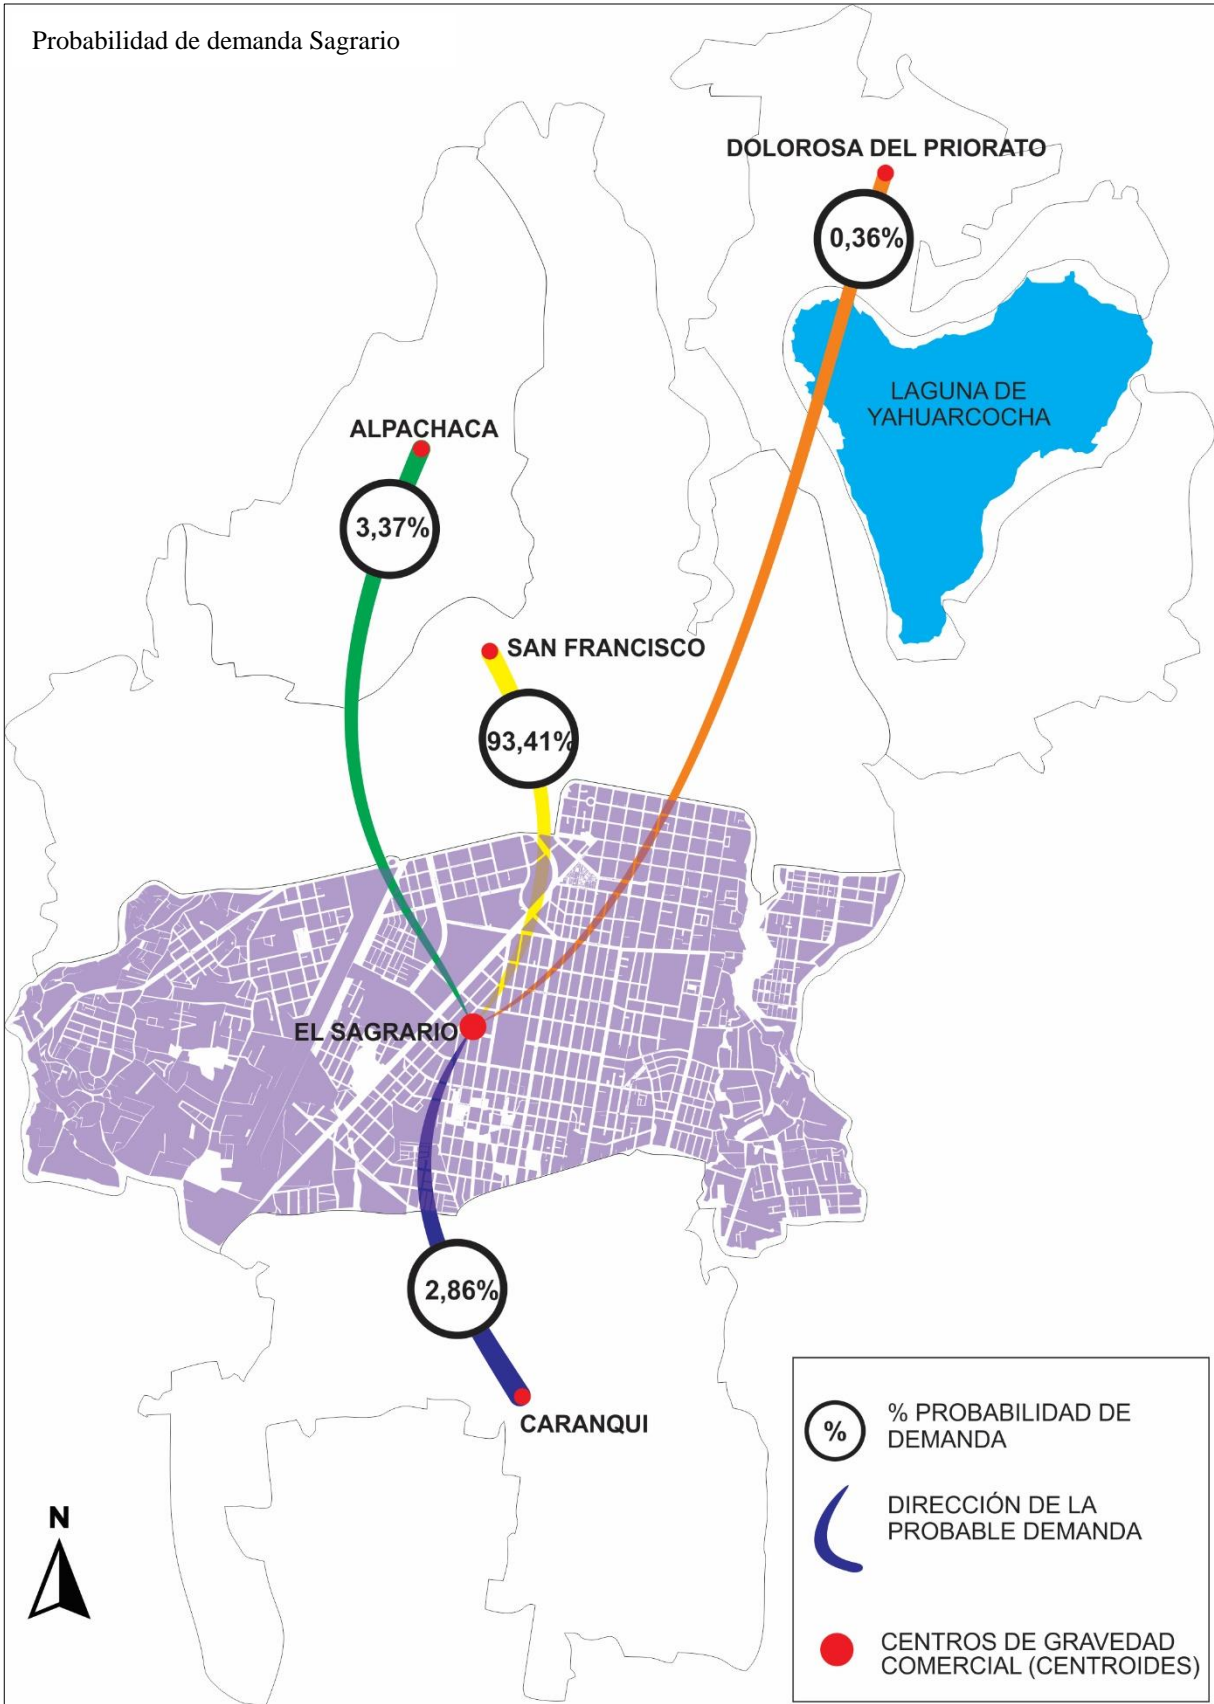 Probabilidad de demanda Sagrario
DOLOROSA DEL PRIORATO
0,36%
LAGUNA DE
YAHUARCOCHA
ALPACHACA
3,37%
SAN FRANCISCO
93,41%
EL SAGRARIO
2,86%
CARANQUI
N
%
% PROBABILIDAD DE
DEMANDA
DIRECCIÓN DE LA
PROBABLE DEMANDA
CENTROS DE GRAVEDAD
COMERCIAL (CENTROIDES)